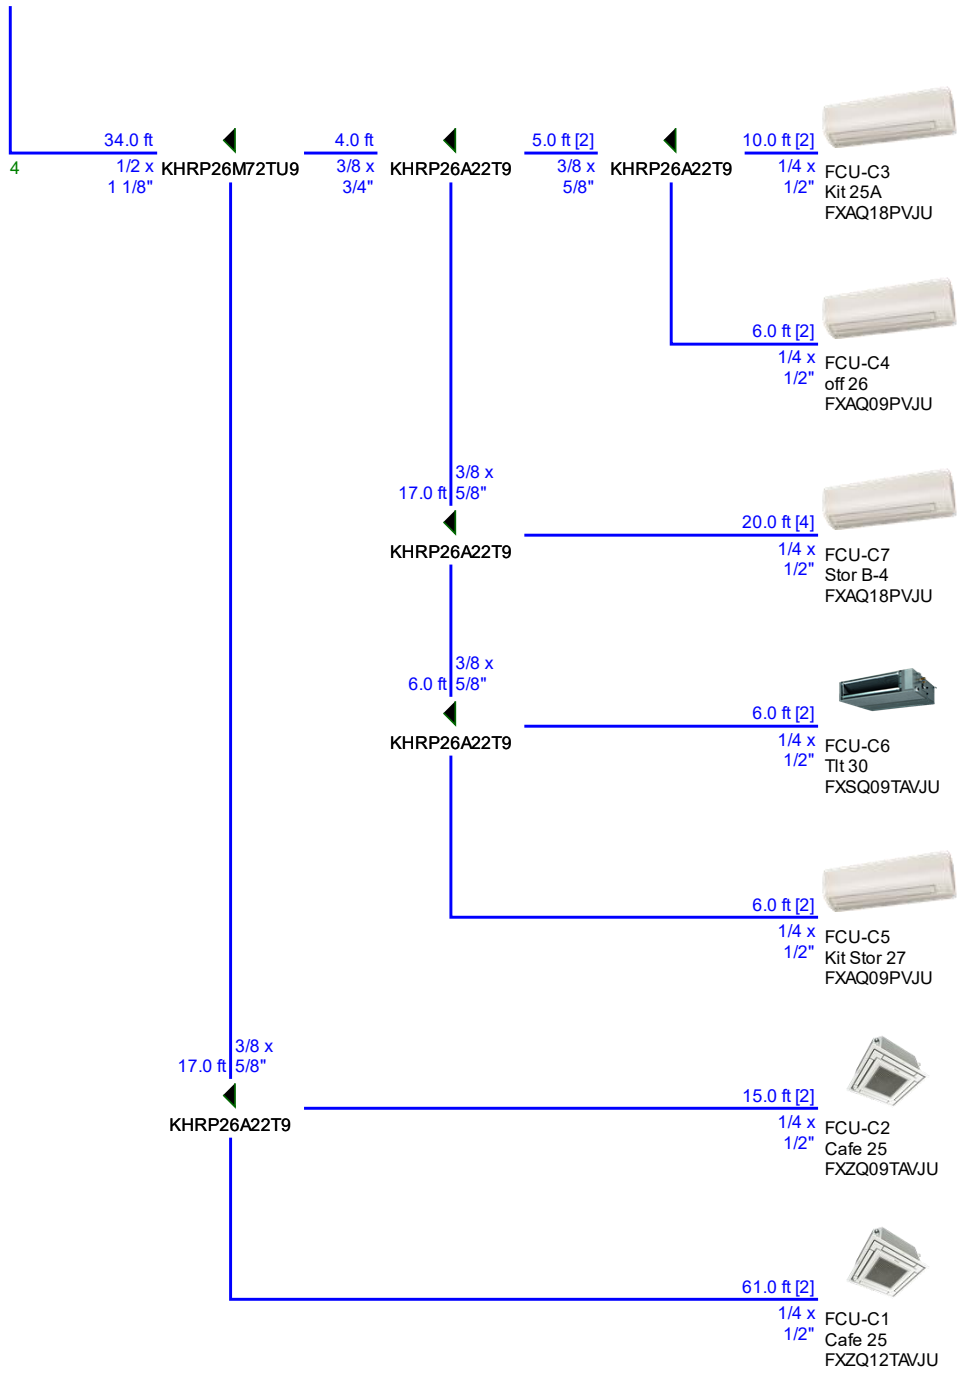 34.0 ft
4.0 ft
5.0 ft [2]
10.0 ft [2]
4
1/2 x
1 1/8"
KHRP26M72TU9
3/8 x
3/4"
KHRP26A22T9
3/8 x
5/8"
KHRP26A22T9
1/4 x
1/2"
FCU-C3
Kit 25A
FXAQ18PVJU
6.0 ft [2]
1/4 x
1/2"
FCU-C4
off 26
FXAQ09PVJU
3/8 x
17.0 ft 5/8"
KHRP26A22T9
20.0 ft [4]
1/4 x
1/2"
FCU-C7
Stor B-4
FXAQ18PVJU
3/8 x
6.0 ft 5/8"
KHRP26A22T9
6.0 ft [2]
1/4 x
1/2"
FCU-C6
Tlt 30
FXSQ09TAVJU
6.0 ft [2]
1/4 x
1/2"
FCU-C5
Kit Stor 27
FXAQ09PVJU
3/8 x
17.0 ft 5/8"
KHRP26A22T9
15.0 ft [2]
1/4 x
1/2"
FCU-C2
Cafe 25
FXZQ09TAVJU
61.0 ft [2]
1/4 x
1/2"
FCU-C1
Cafe 25
FXZQ12TAVJU